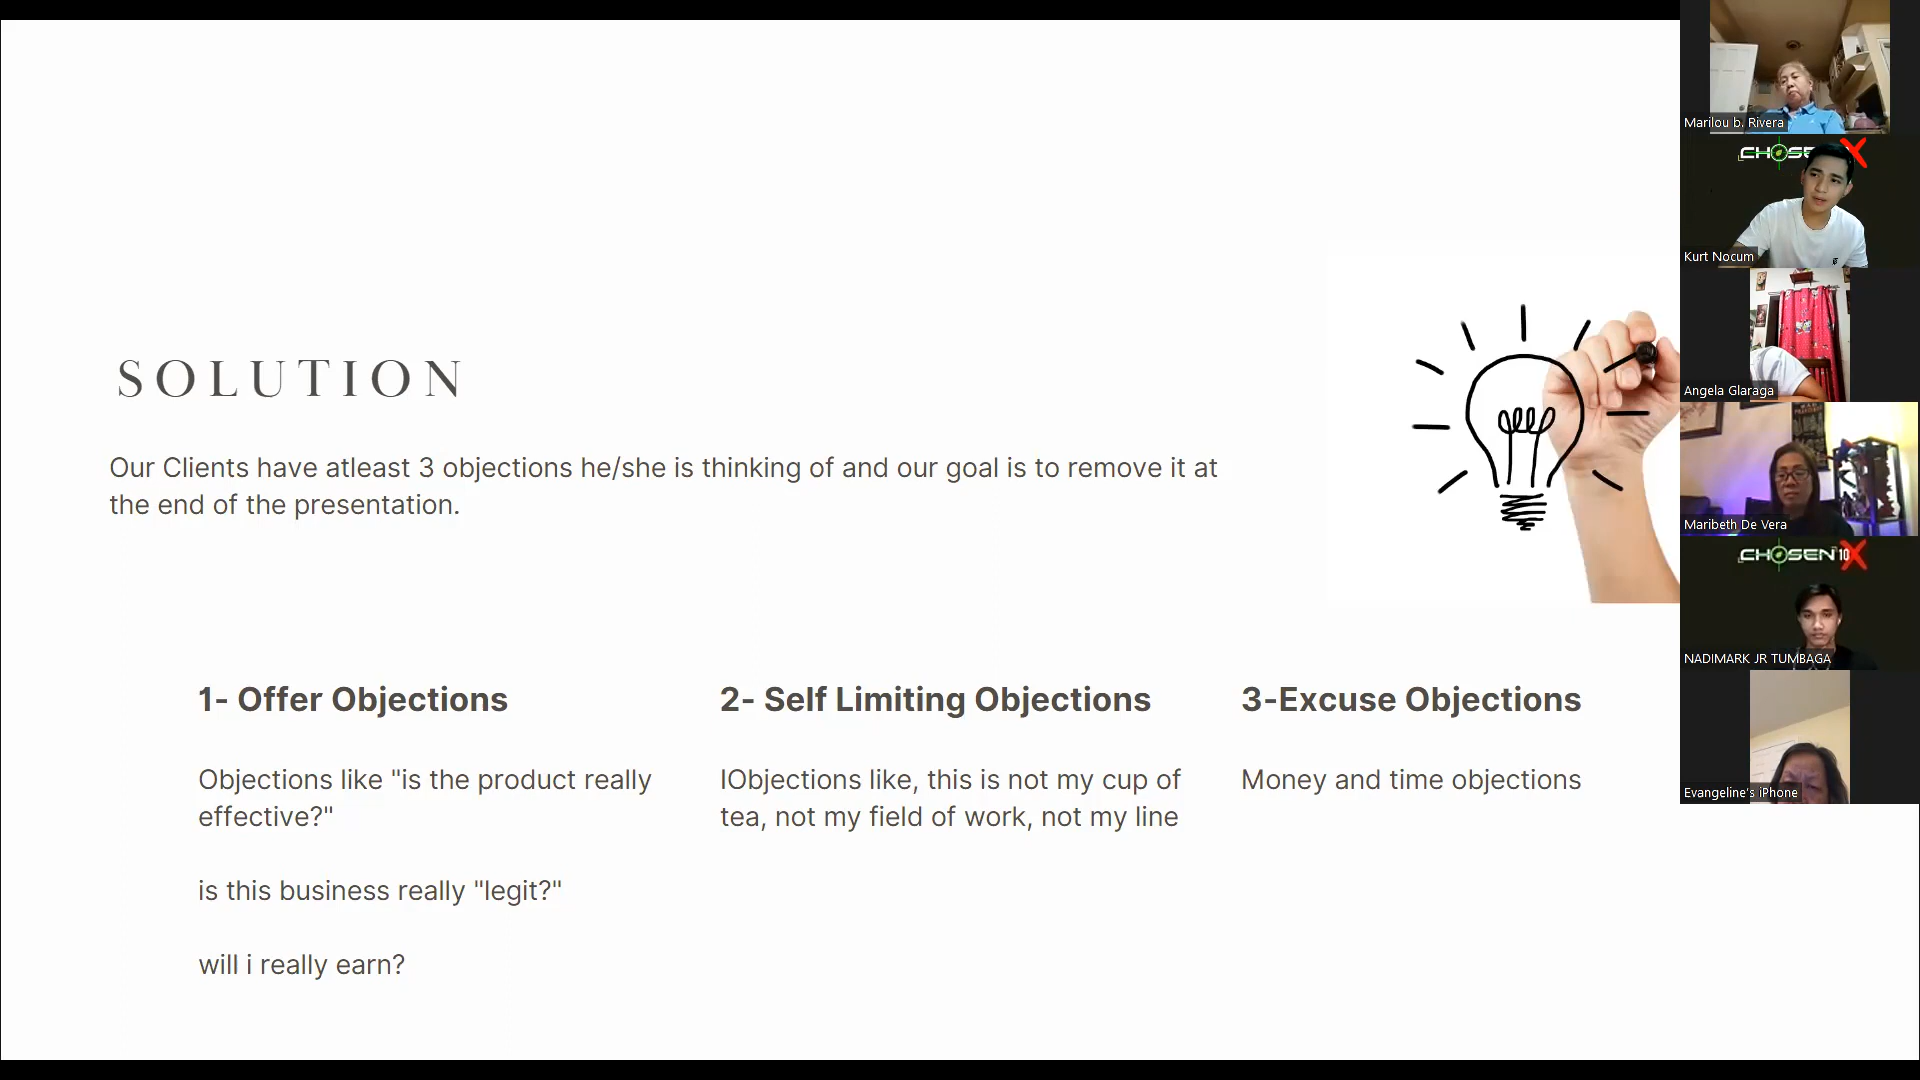 SOLUTION
Our Clients have atleast 3 objections he/she is thinking of and our goal is to remove it at
the end of the presentation.
1- Offer Objections
Objections like "is the product really
effective?"
is this business really "legit?"
will i really earn?
2- Self Limiting Objections
IObjections like, this is not my cup of
tea, not my field of work, not my line
3-Excuse Objections
Money and time objections
Marilou b. Rivera
CHOSE X
Kurt Nocum
Angela Glaraga
Maribeth De Vera
CHOSEN 10X
NADIMARK JR TUMBAGA
Evangeline's iPhone